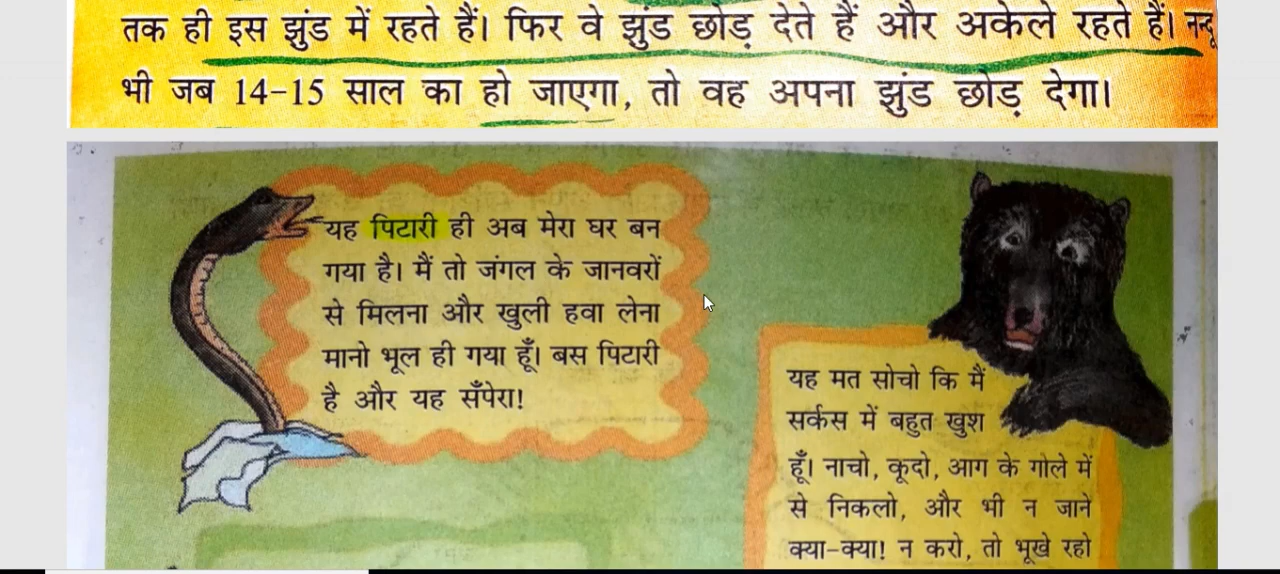 तक ही इस झुंड में रहते हैं। फिर वे झुंड छोड़ देते हैं और अकेले रहते हैं। नन्दू
भी जब 14-15 साल का हो जाएगा, तो वह अपना झुंड छोड़ देगा।
यह पिटारी ही अब मेरा घर बन
गया है। मैं तो जंगल के जानवरों
से मिलना और खुली हवा लेना
मानो भूल ही गया हूँ। बस पिटारी
है और यह सँपेरा!
यह मत सोचो कि मैं
सर्कस में बहुत खुश
हूँ। नाचो, कूदो, आग के गोले में
से निकलो, और भी न जाने
क्या-क्या! न करो, तो भूखे रहो